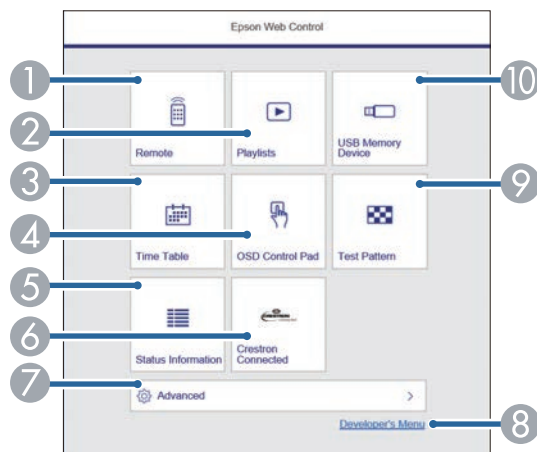 Epson Web Control
1
10
2
Remote
Playlists
USB Memory
Device
3
9
4
Time Table
OSD Control Pad
Test Pattern
5
CRESTRON
6
Status Information
Crestron
Connected
7
Advanced
Developer's Menu
8